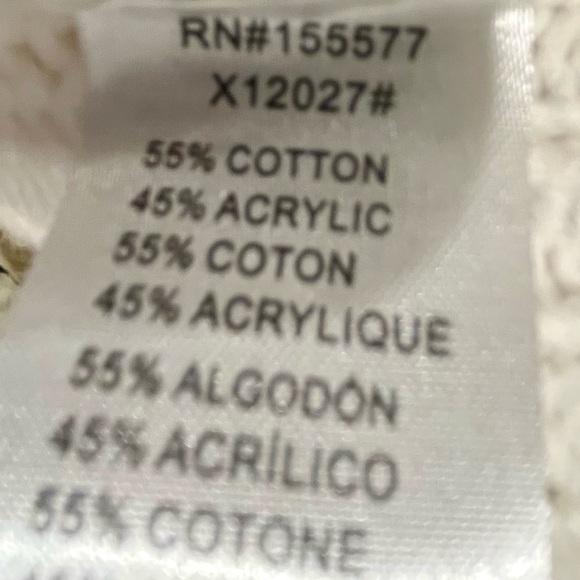 RN#155577
X12027#
55% COTTON
45% ACRYLIC
55% COTON
45% ACRYLIQUE
55% ALGODÓN
45% ACRÍLICO
55% COTONE